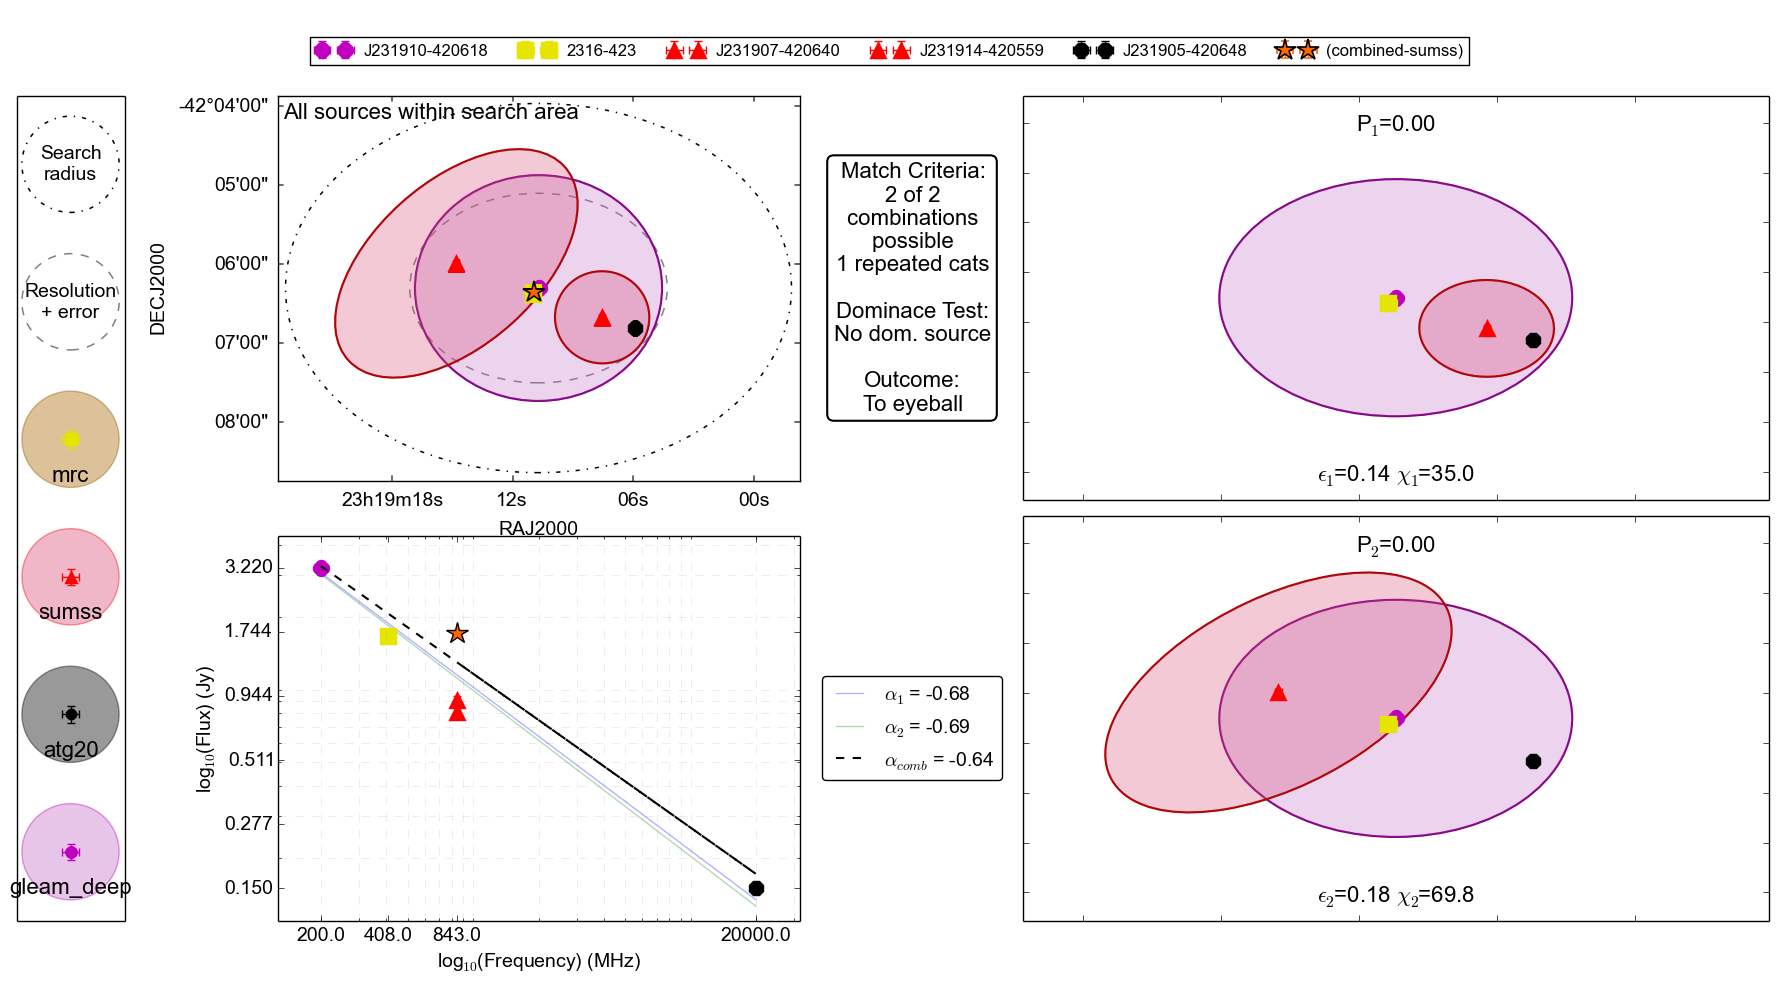 J231910-420618 2316-423 J231907-420640 J231914-420559 J231905-420648 (combined-sumss)
Search
radius
Resolution
+ error
mrc
sumss
atg20
gleam_deep
All sources within search area
DECJ2000
-42°04'00"
05'00"
06'00"
07'00"
08'00"
23h19m18s 12s 06s 00s
RAJ2000
Match Criteria:
2 of 2
combinations
possible
1 repeated cats
Dominace Test:
No dom. source
Outcome:
To eyeball
P₁=0.00
ϵ₁=0.14 χ₁=35.0
log₁₀(Flux) (Jy)
3.220
1.744
0.944
0.511
0.277
0.150
200.0 408.0 843.0 20000.0
log₁₀(Frequency) (MHz)
α₁ = -0.68
α₂ = -0.69
α_comb = -0.64
P₂=0.00
ϵ₂=0.18 χ₂=69.8